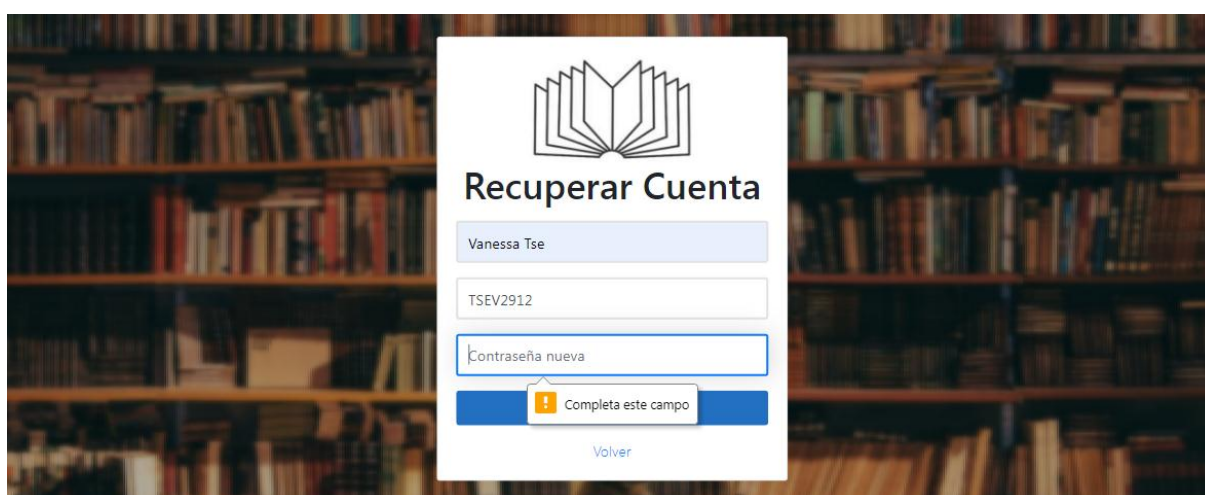 Recuperar Cuenta
Vanessa Tse
TSEV2912
Contraseña nueva
Completa este campo
Volver